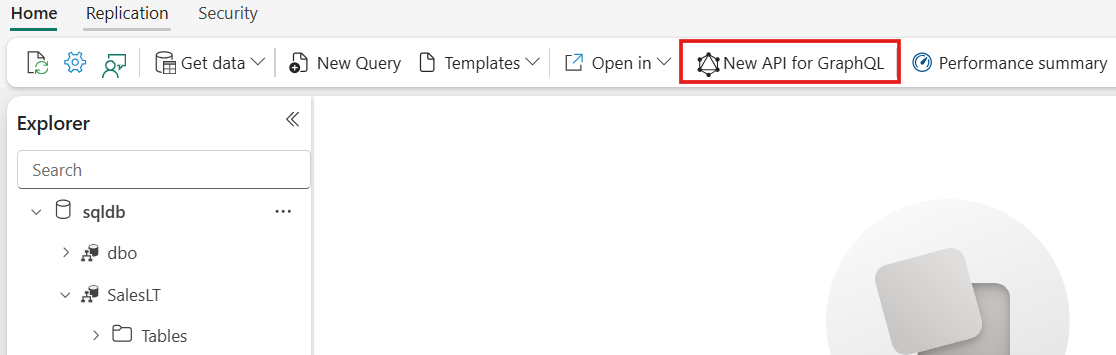 Home Replication Security
Get data New Query Templates Open in New API for GraphQL Performance summary
Explorer
Search
sqldb ...
dbo
SalesLT
Tables